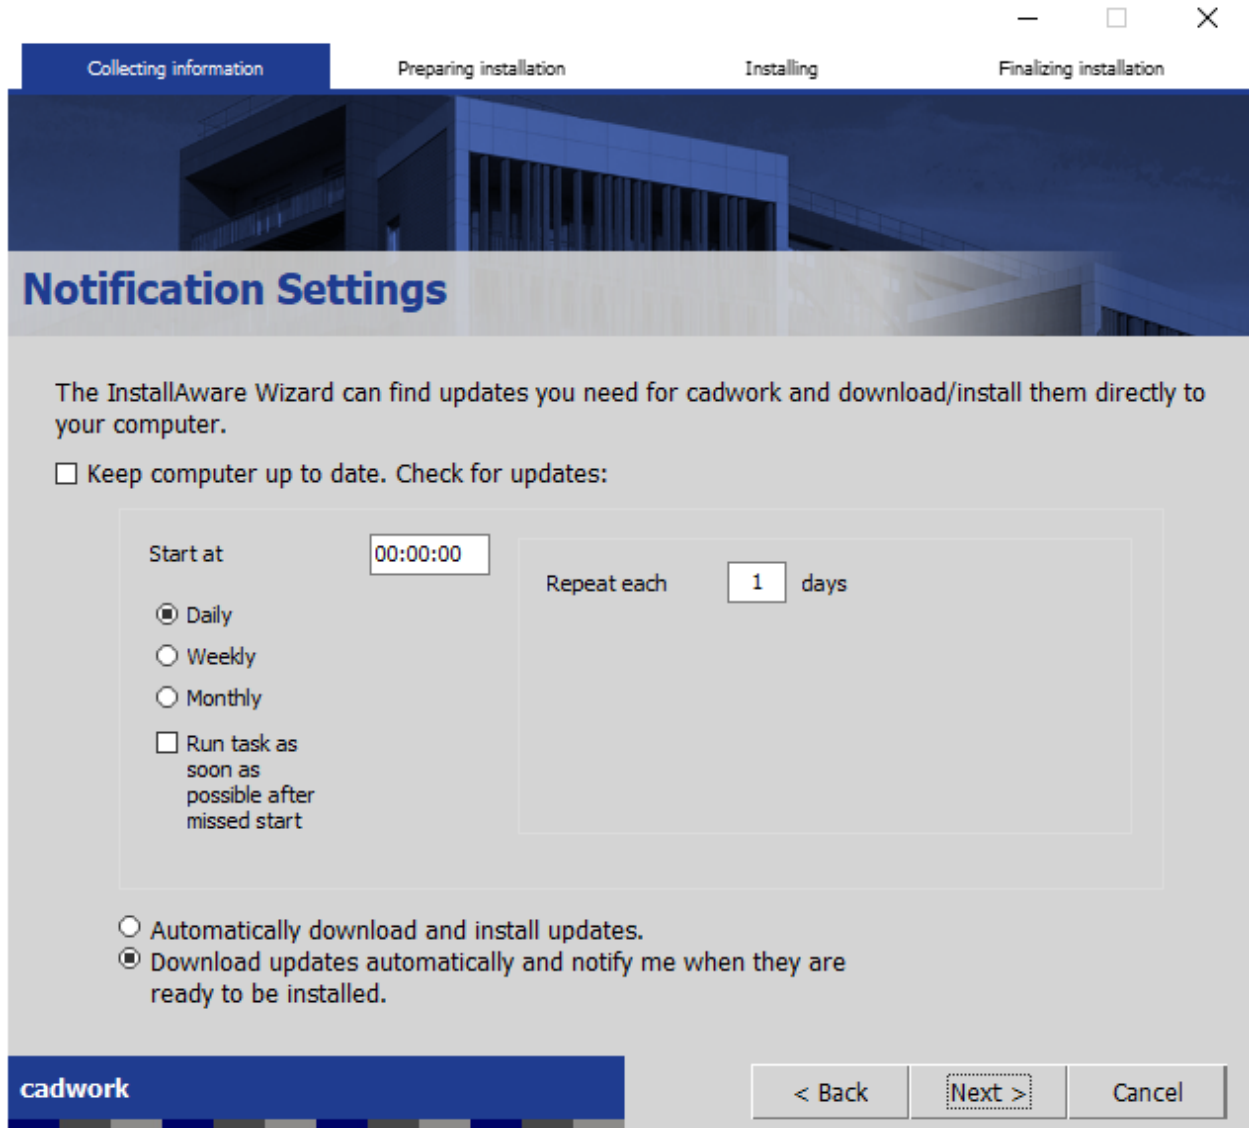 Collecting information
Preparing installation
Installing
Finalizing installation
Notification Settings
The InstallAware Wizard can find updates you need for cadwork and download/install them directly to
your computer.
Keep computer up to date. Check for updates:
Start at
00:00:00
Repeat each
1
days
Daily
Weekly
Monthly
Run task as
soon as
possible after
missed start
Automatically download and install updates.
Download updates automatically and notify me when they are
ready to be installed.
cadwork
< Back
Next >
Cancel